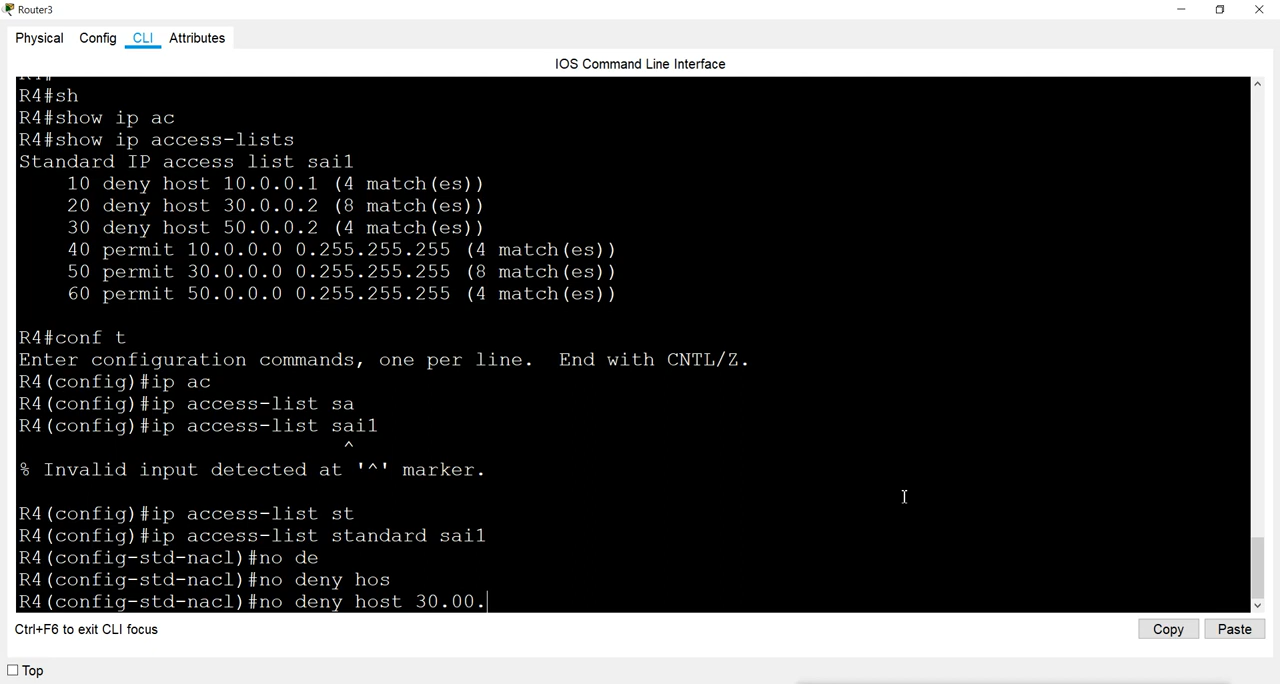 Router3
Physical Config CLI Attributes
IOS Command Line Interface
R4#
R4#sh
R4#show ip ac
R4#show ip access-lists
Standard IP access list sai1
    10 deny host 10.0.0.1 (4 match(es))
    20 deny host 30.0.0.2 (8 match(es))
    30 deny host 50.0.0.2 (4 match(es))
    40 permit 10.0.0.0 0.255.255.255 (4 match(es))
    50 permit 30.0.0.0 0.255.255.255 (8 match(es))
    60 permit 50.0.0.0 0.255.255.255 (4 match(es))
R4#conf t
Enter configuration commands, one per line.  End with CNTL/Z.
R4(config)#ip ac
R4(config)#ip access-list sa
R4(config)#ip access-list sai1
                           ^
% Invalid input detected at '^' marker.
R4(config)#ip access-list st
R4(config)#ip access-list standard sai1
R4(config-std-nacl)#no de
R4(config-std-nacl)#no deny hos
R4(config-std-nacl)#no deny host 30.00.
Ctrl+F6 to exit CLI focus
Copy Paste
Top